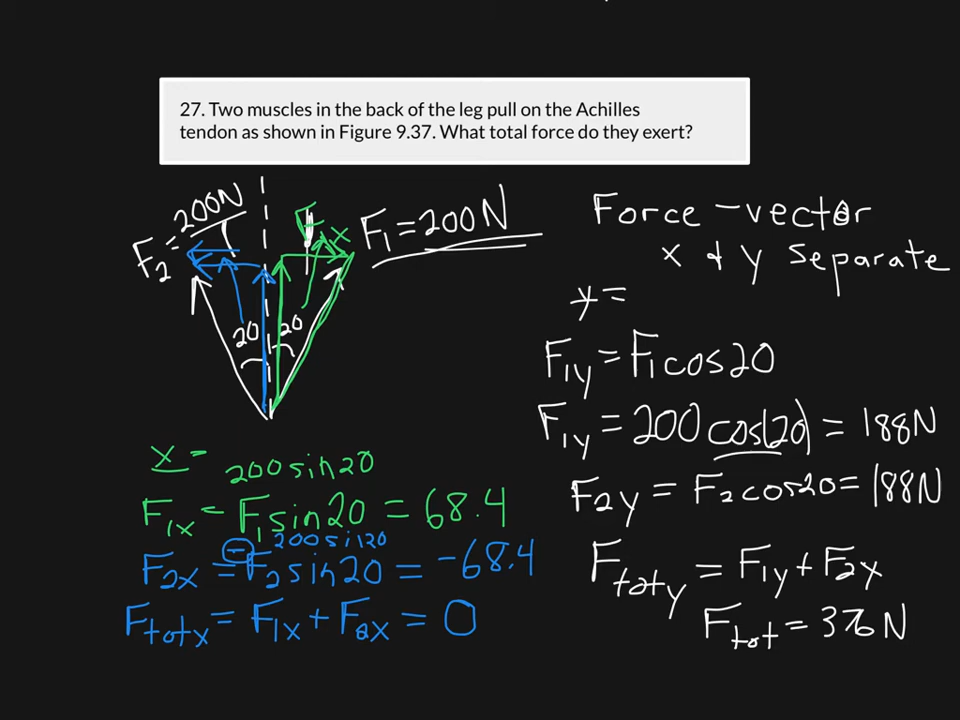 27. Two muscles in the back of the leg pull on the Achilles
tendon as shown in Figure 9.37. What total force do they exert?
F₂ = 200N
F₁ = 200N
20
20
Force - vector
x & y separate
y =
F₁y = F₁cos20
F₁y = 200 cos(20) = 188N
F₂y = F₂cos20 = 188N
Ftoty = F₁y + F₂x
Ftot = 376N
x =
200sin20
F₁x = F₁sin20 = 68.4
200sin20
F₂x = -F₂sin20 = -68.4
Ftotx = F₁x + F₂x = 0